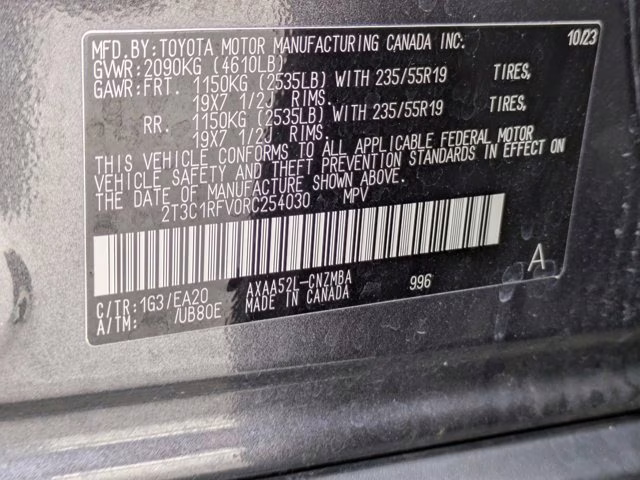 MFD.BY: TOYOTA MOTOR MANUFACTURING CANADA INC. 10/23
GVWR: 2090KG (4610LB)
GAWR: FRT. 1150KG (2535LB) WITH 235/55R19 TIRES,
19X7 1/2J RIMS.
RR. 1150KG (2535LB) WITH 235/55R19 TIRES,
19X7 1/2J RIMS.
THIS VEHICLE CONFORMS TO ALL APPLICABLE FEDERAL MOTOR
VEHICLE SAFETY AND THEFT PREVENTION STANDARDS IN EFFECT ON
THE DATE OF MANUFACTURE SHOWN ABOVE.
2T3C1RFV0RC254030 MPV
A
C/TR: 1G3/EA20 AXAA52L-CNZMBA 996
A/TM: /UB80E MADE IN CANADA